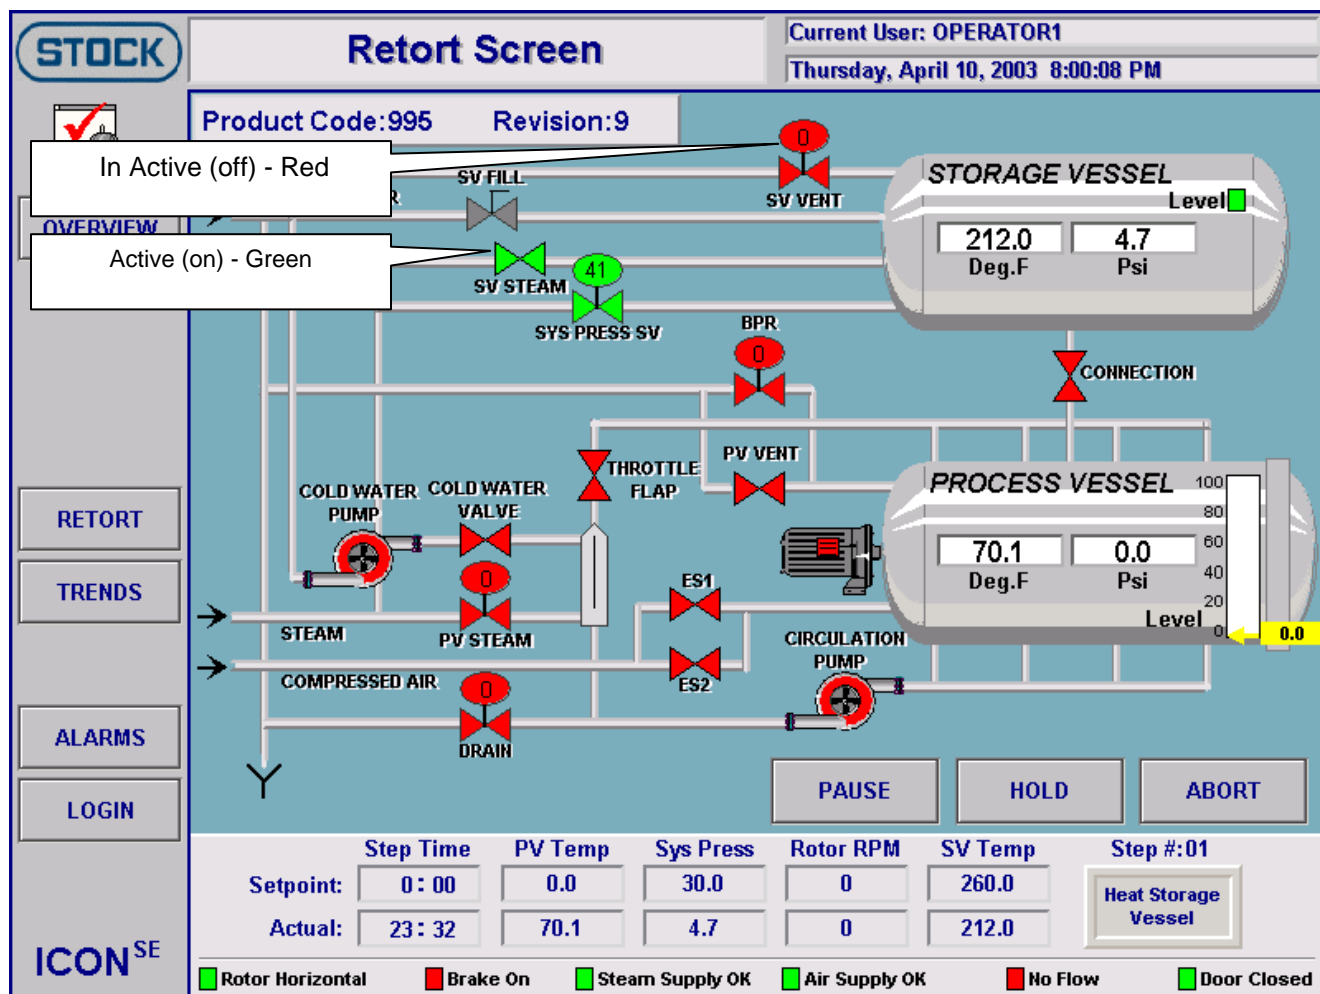 STOCK
Retort Screen
Current User: OPERATOR1
Thursday, April 10, 2003 8:00:08 PM
Product Code:995 Revision:9
In Active (off) - Red
0
SV FILL
SV VENT
STORAGE VESSEL
Level
OVERVIEW
Active (on) - Green
212.0 4.7
Deg.F Psi
41
SV STEAM
SYS PRESS SV
BPR
0
CONNECTION
PV VENT
THROTTLE
FLAP
PROCESS VESSEL
100
80
60
40
20
0
COLD WATER
PUMP
COLD WATER
VALVE
RETORT
70.1 0.0
Deg.F Psi
Level
0.0
TRENDS
0
ES1
STEAM
PV STEAM
CIRCULATION
PUMP
COMPRESSED AIR
ES2
0
DRAIN
ALARMS
LOGIN
PAUSE HOLD ABORT
Step Time PV Temp Sys Press Rotor RPM SV Temp Step #:01
Setpoint: 0:00 0.0 30.0 0 260.0
Heat Storage
Vessel
Actual: 23:32 70.1 4.7 0 212.0
ICON SE
Rotor Horizontal Brake On Steam Supply OK Air Supply OK No Flow Door Closed